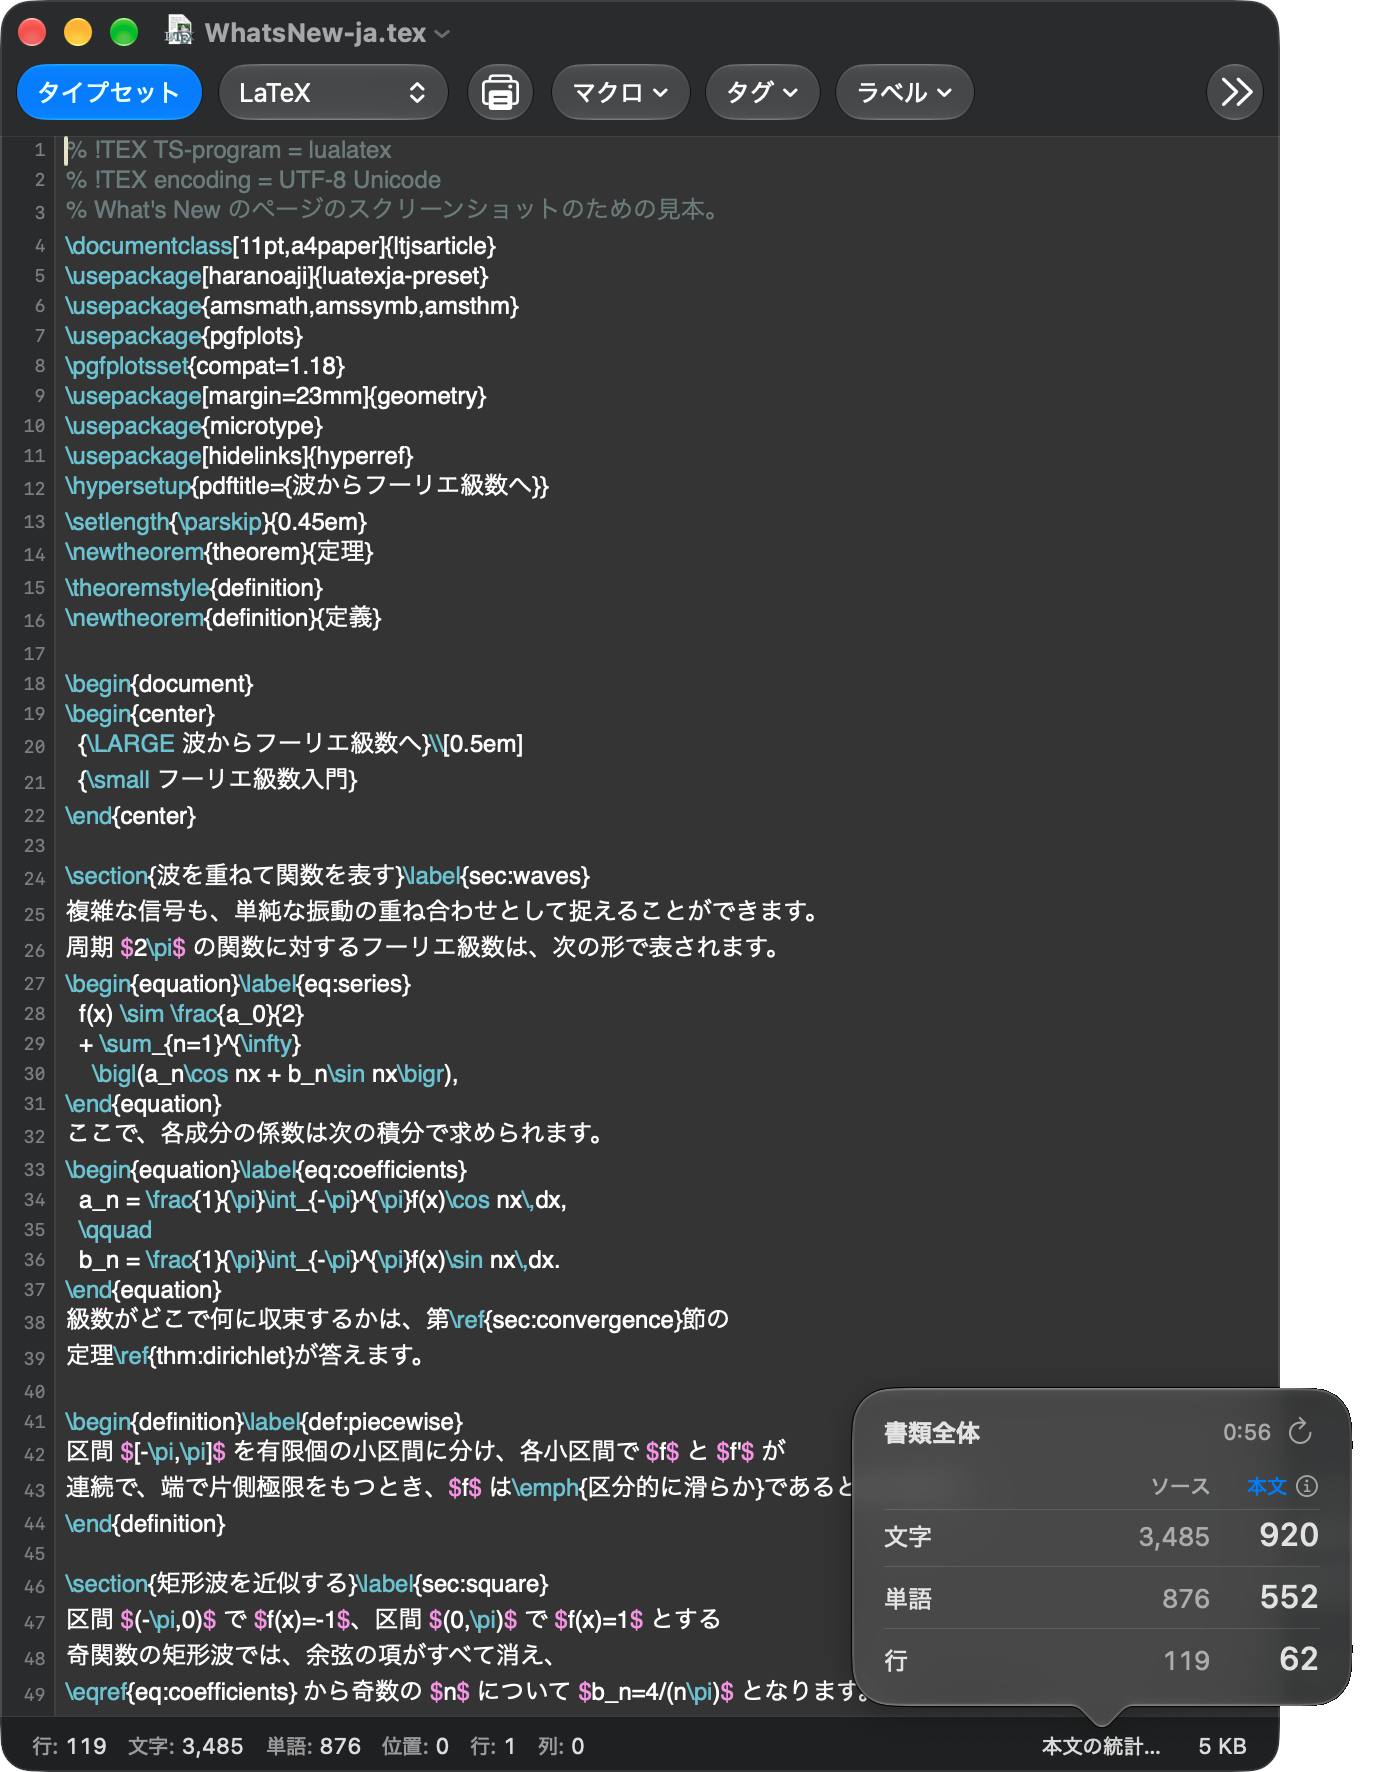 WhatsNew-ja.tex
タイプセット LaTeX マクロ タグ ラベル
1 % !TEX TS-program = lualatex
2 % !TEX encoding = UTF-8 Unicode
3 % What's New のページのスクリーンショットのための見本。
4 \documentclass[11pt,a4paper]{ltjsarticle}
5 \usepackage[haranoaji]{luatexja-preset}
6 \usepackage{amsmath,amssymb,amsthm}
7 \usepackage{pgfplots}
8 \pgfplotsset{compat=1.18}
9 \usepackage[margin=23mm]{geometry}
10 \usepackage{microtype}
11 \usepackage[hidelinks]{hyperref}
12 \hypersetup{pdftitle={波からフーリエ級数へ}}
13 \setlength{\parskip}{0.45em}
14 \newtheorem{theorem}{定理}
15 \theoremstyle{definition}
16 \newtheorem{definition}{定義}
17
18 \begin{document}
19 \begin{center}
20 {\LARGE 波からフーリエ級数へ}\\[0.5em]
21 {\small フーリエ級数入門}
22 \end{center}
23
24 \section{波を重ねて関数を表す}\label{sec:waves}
25 複雑な信号も、単純な振動の重ね合わせとして捉えることができます。
26 周期 $2\pi$ の関数に対するフーリエ級数は、次の形で表されます。
27 \begin{equation}\label{eq:series}
28 f(x) \sim \frac{a_0}{2}
29 + \sum_{n=1}^{\infty}
30 \bigl(a_n\cos nx + b_n\sin nx\bigr),
31 \end{equation}
32 ここで、各成分の係数は次の積分で求められます。
33 \begin{equation}\label{eq:coefficients}
34 a_n = \frac{1}{\pi}\int_{-\pi}^{\pi}f(x)\cos nx\,dx,
35 \qquad
36 b_n = \frac{1}{\pi}\int_{-\pi}^{\pi}f(x)\sin nx\,dx.
37 \end{equation}
38 級数がどこで何に収束するかは、第\ref{sec:convergence}節の
39 定理\ref{thm:dirichlet}が答えます。
40
41 \begin{definition}\label{def:piecewise}
42 区間 $[-\pi,\pi]$ を有限個の小区間に分け、各小区間で $f$ と $f'$ が
43 連続で、端で片側極限をもつとき、$f$ は\emph{区分的に滑らか}であると
44 \end{definition}
45
46 \section{矩形波を近似する}\label{sec:square}
47 区間 $(-\pi,0)$ で $f(x)=-1$、区間 $(0,\pi)$ で $f(x)=1$ とする
48 奇関数の矩形波では、余弦の項がすべて消え、
49 \eqref{eq:coefficients} から奇数の $n$ について $b_n=4/(n\pi)$ となります。
書類全体 0:56
ソース 本文
文字 3,485 920
単語 876 552
行 119 62
行: 119 文字: 3,485 単語: 876 位置: 0 行: 1 列: 0 本文の統計... 5 KB